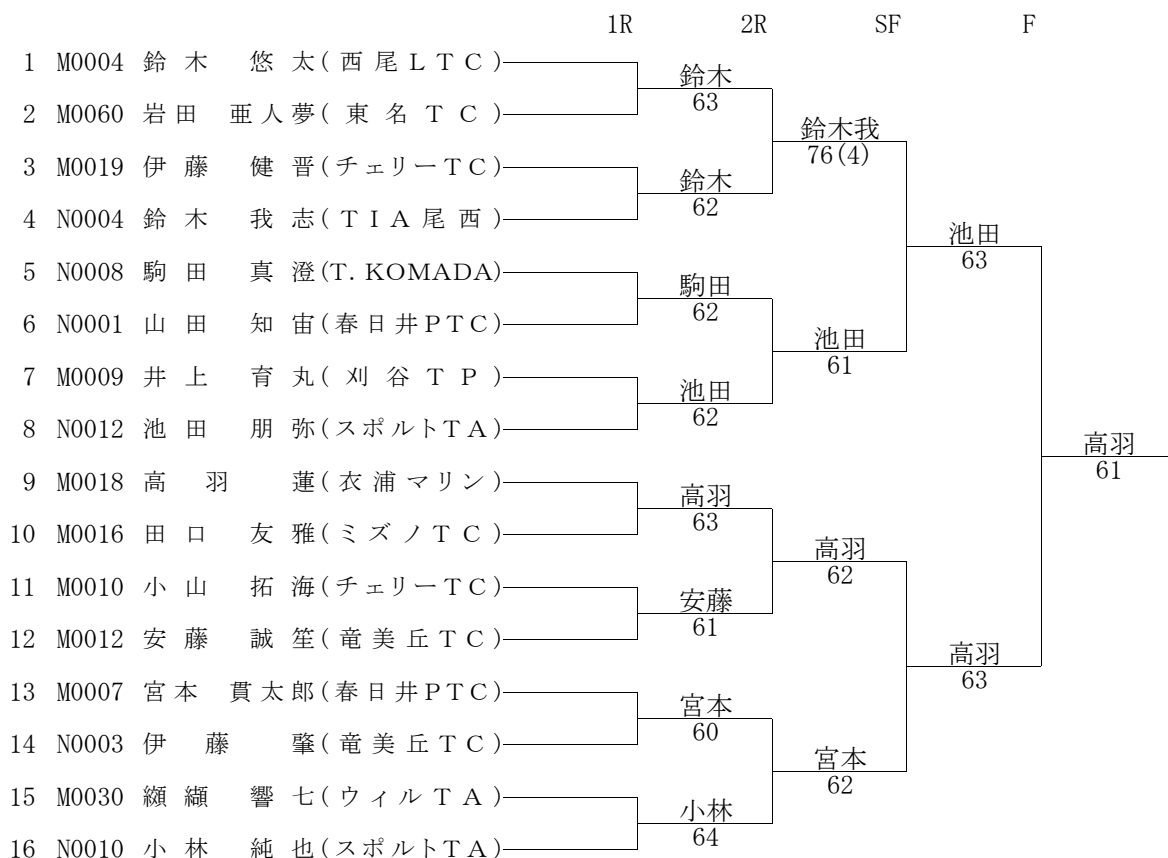 1R 2R SF F
1 M0004 鈴木 悠太(西尾LTC)
鈴木
63
2 M0060 岩田 亜人夢(東名TC)
鈴木我
76(4)
3 M0019 伊藤 健晋(チェリーTC)
鈴木
62
4 N0004 鈴木 我志(TIA尾西)
池田
63
5 N0008 駒田 真澄(T.KOMADA)
駒田
62
6 N0001 山田 知宙(春日井PTC)
池田
61
7 M0009 井上 育丸(刈谷TP)
池田
62
8 N0012 池田 朋弥(スポルトTA)
高羽
61
9 M0018 高羽 蓮(衣浦マリン)
高羽
63
10 M0016 田口 友雅(ミズノTC)
高羽
62
11 M0010 小山 拓海(チェリーTC)
安藤
61
12 M0012 安藤 誠笙(竜美丘TC)
高羽
63
13 M0007 宮本 貫太郎(春日井PTC)
宮本
60
14 N0003 伊藤 肇(竜美丘TC)
宮本
62
15 M0030 纐纈 響七(ウィルTA)
小林
64
16 N0010 小林 純也(スポルトTA)